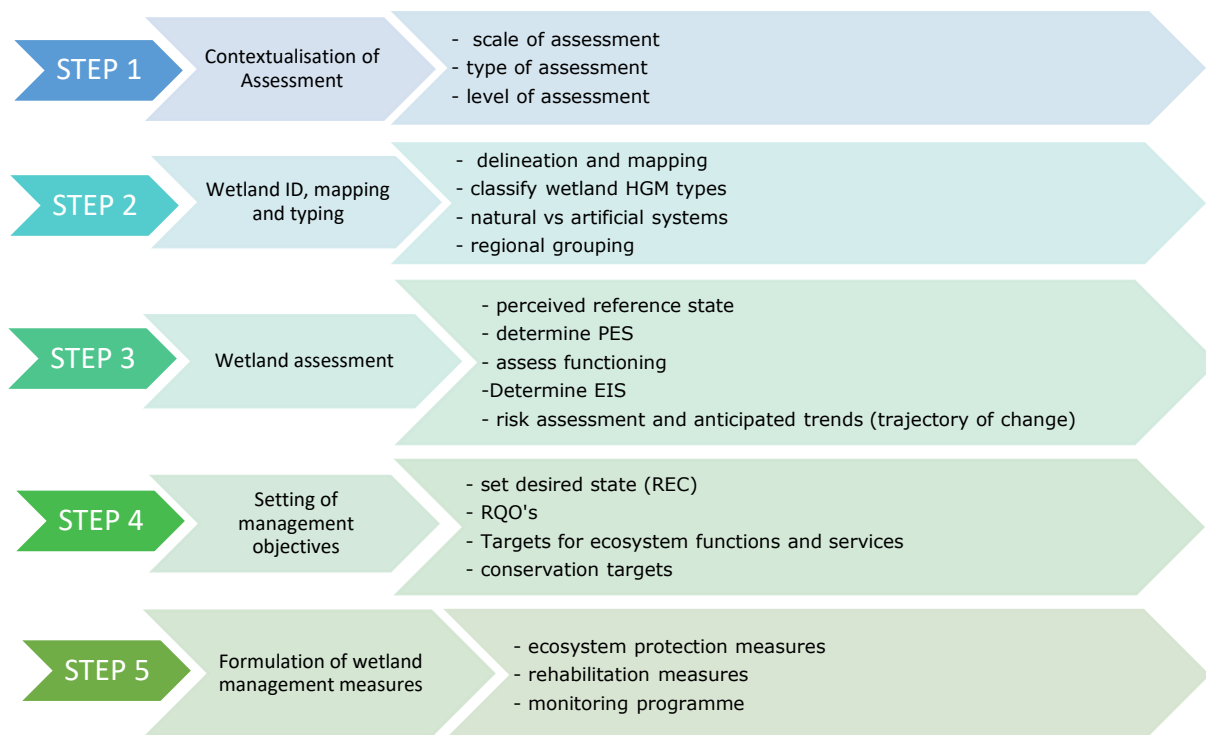 STEP 1
Contextualisation of
Assessment
- scale of assessment
- type of assessment
- level of assessment
STEP 2
Wetland ID, mapping
and typing
- delineation and mapping
- classify wetland HGM types
- natural vs artificial systems
- regional grouping
STEP 3
Wetland assessment
- perceived reference state
- determine PES
- assess functioning
-Determine EIS
- risk assessment and anticipated trends (trajectory of change)
STEP 4
Setting of
management
objectives
- set desired state (REC)
- RQO's
- Targets for ecosystem functions and services
- conservation targets
STEP 5
Formulation of wetland
management measures
- ecosystem protection measures
- rehabilitation measures
- monitoring programme